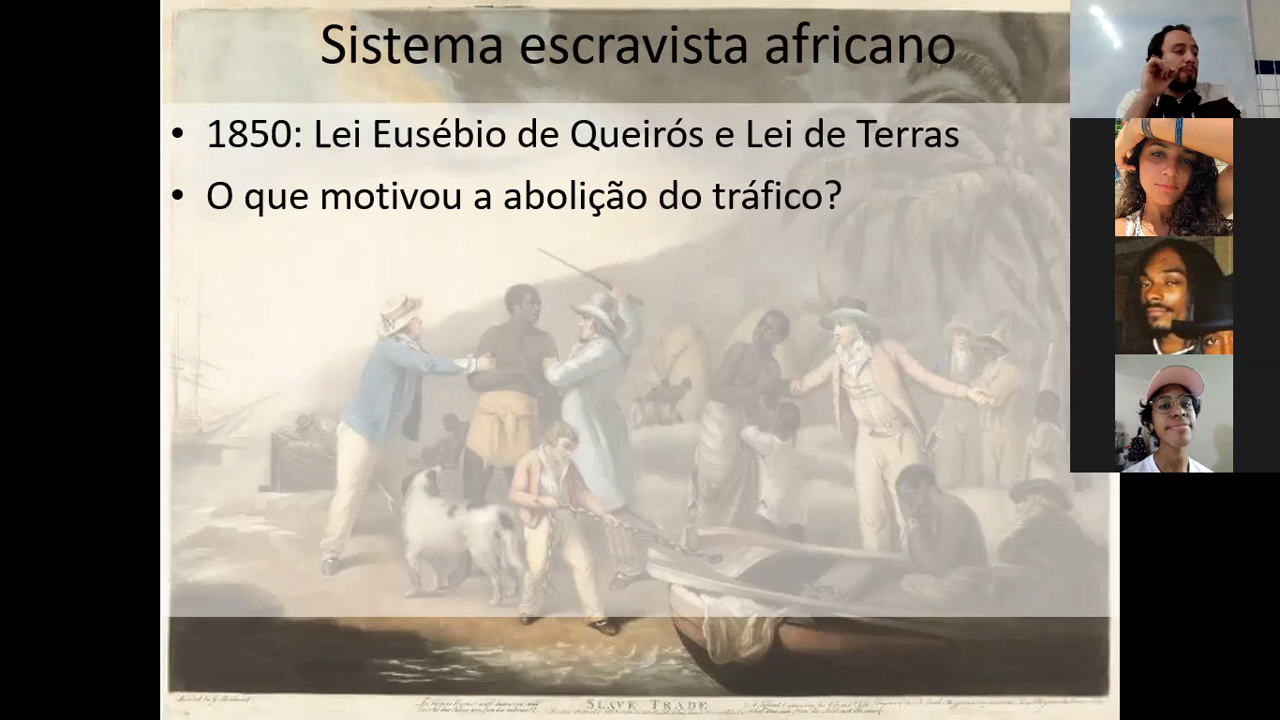 Sistema escravista africano
• 1850: Lei Eusébio de Queirós e Lei de Terras
• O que motivou a abolição do tráfico?
SLAVE TRADE